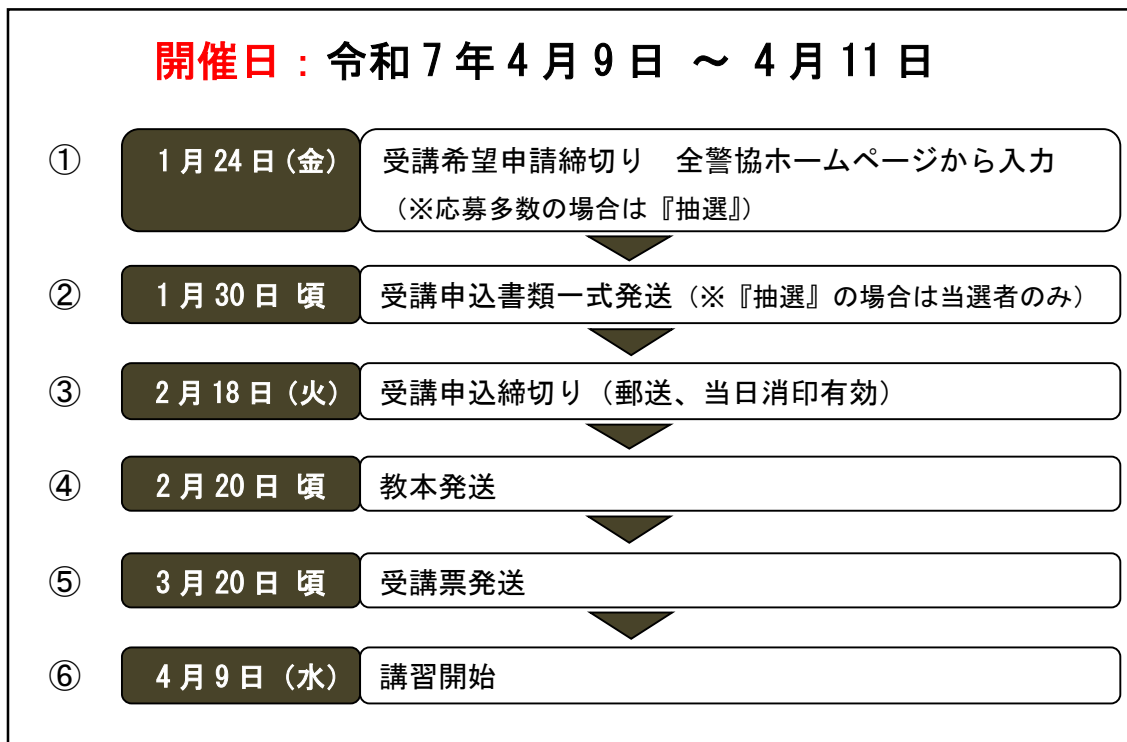 開催日：令和7年4月9日 ～ 4月11日
① 1月24日（金） 受講希望申請締切り 全警協ホームページから入力
（※応募多数の場合は『抽選』）
② 1月30日 頃 受講申込書類一式発送（※『抽選』の場合は当選者のみ）
③ 2月18日（火） 受講申込締切り（郵送、当日消印有効）
④ 2月20日 頃 教本発送
⑤ 3月20日 頃 受講票発送
⑥ 4月9日（水） 講習開始